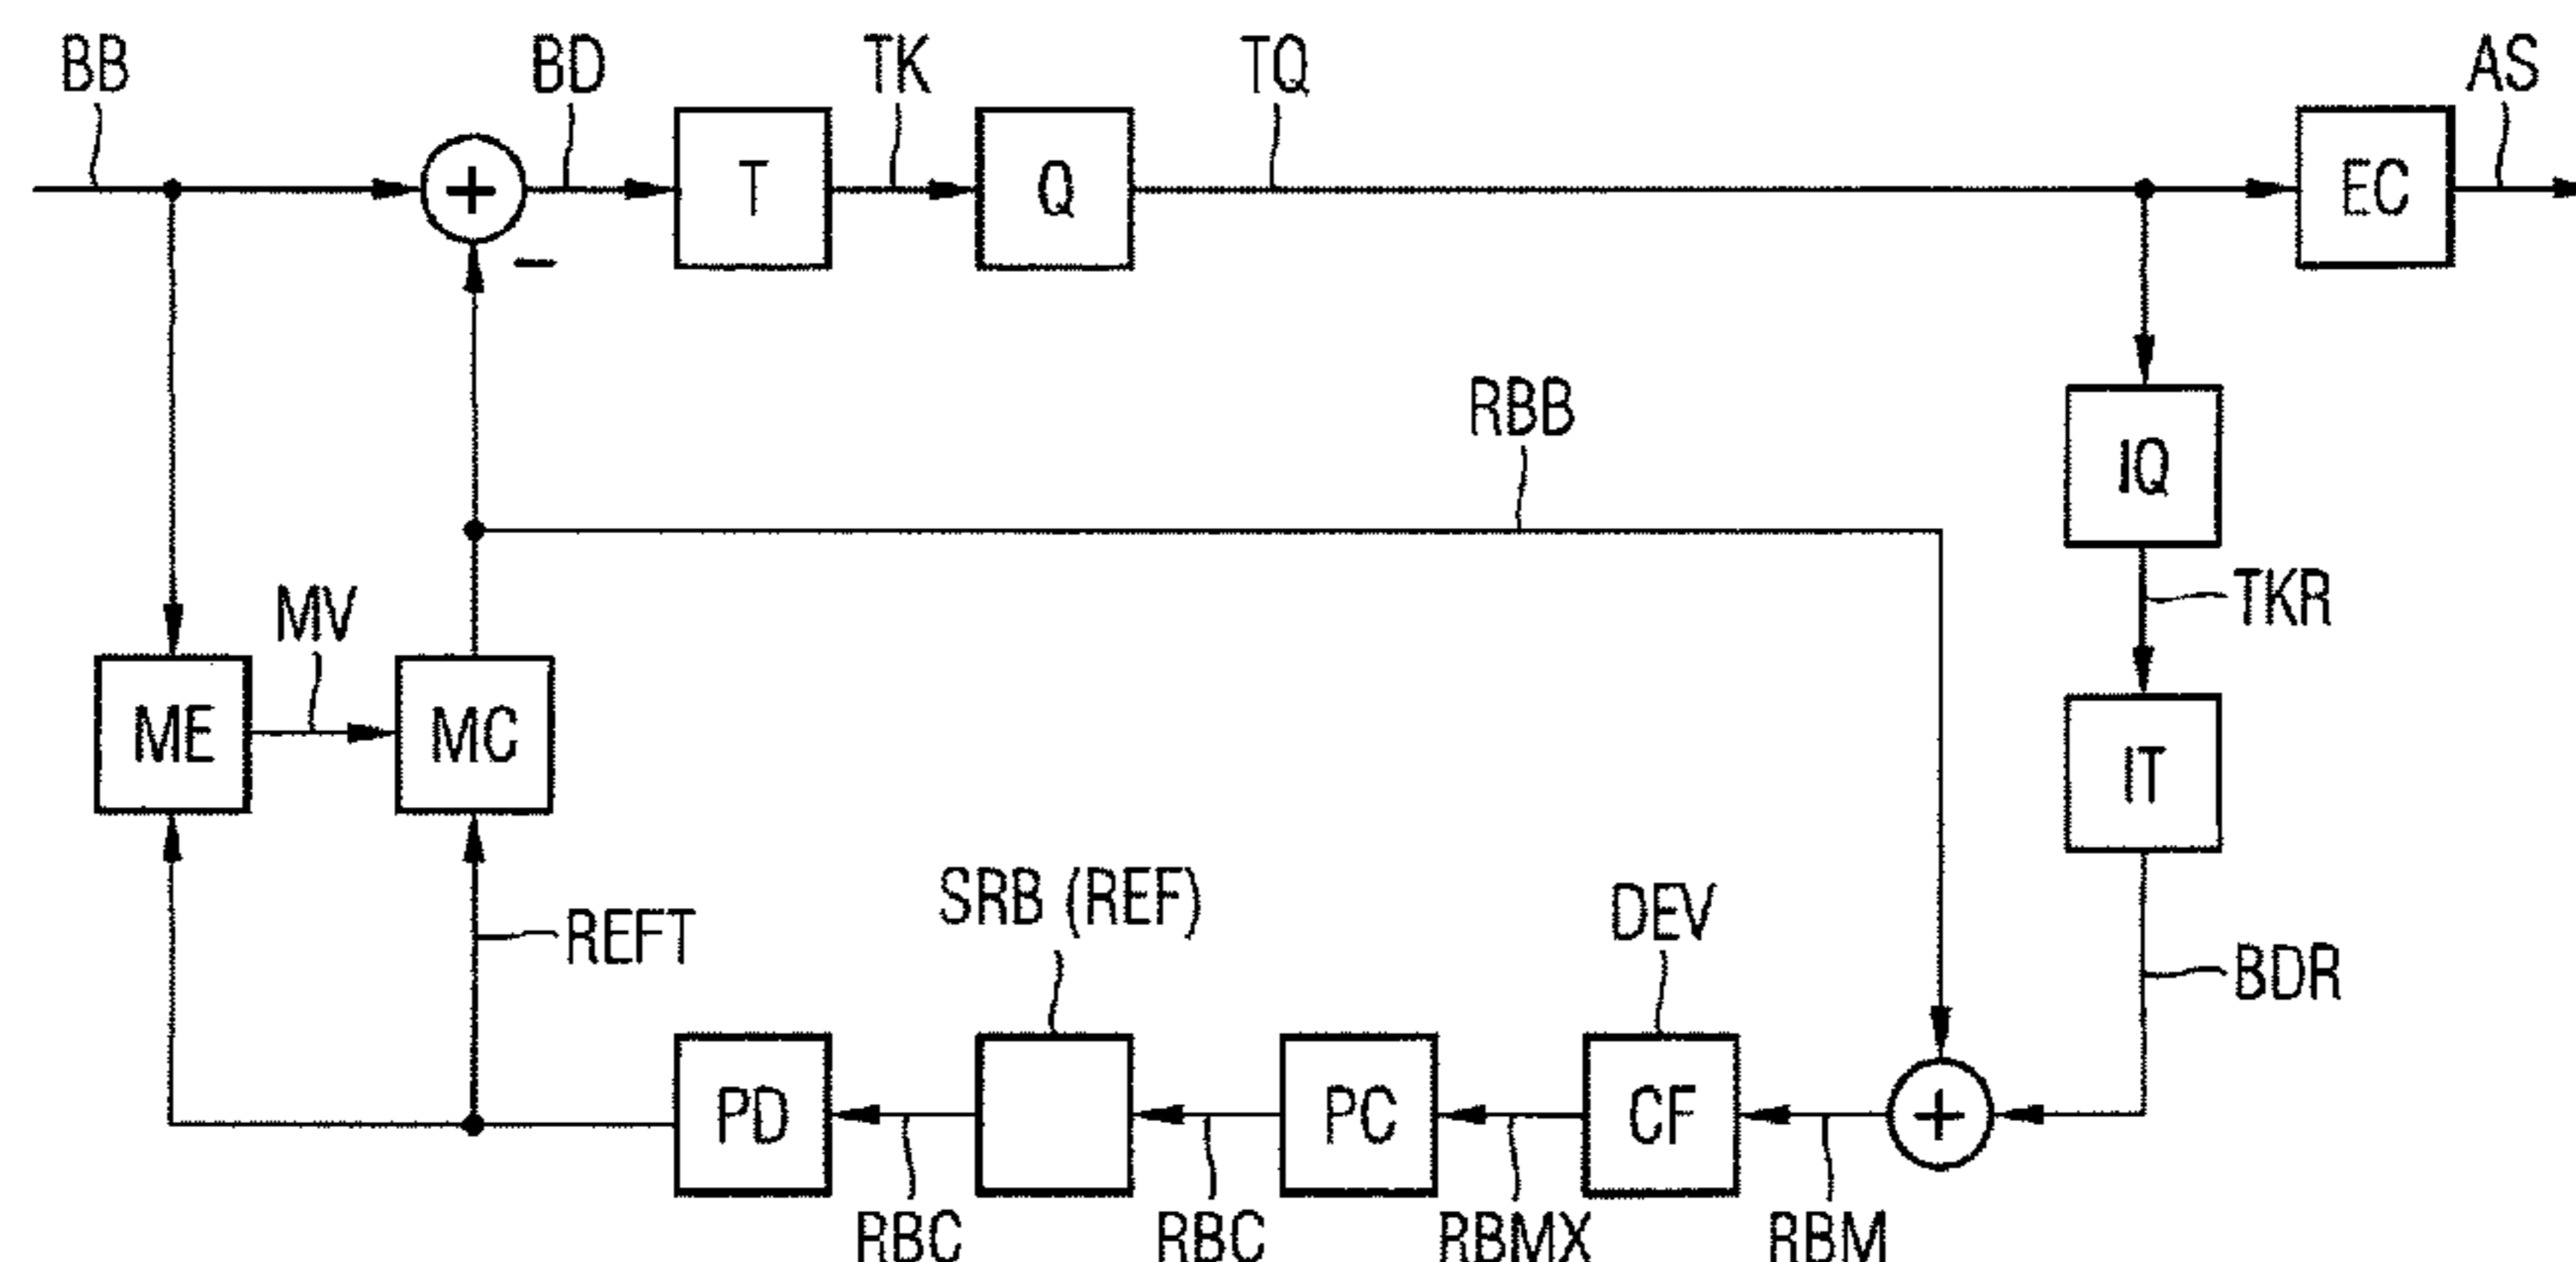 BB
BD
TK
TQ
AS
+
T
Q
EC
−
RBB
IQ
MV
TKR
ME
MC
IT
SRB (REF)
DEV
REFT
BDR
PD
PC
CF
+
RBC
RBC
RBMX
RBM